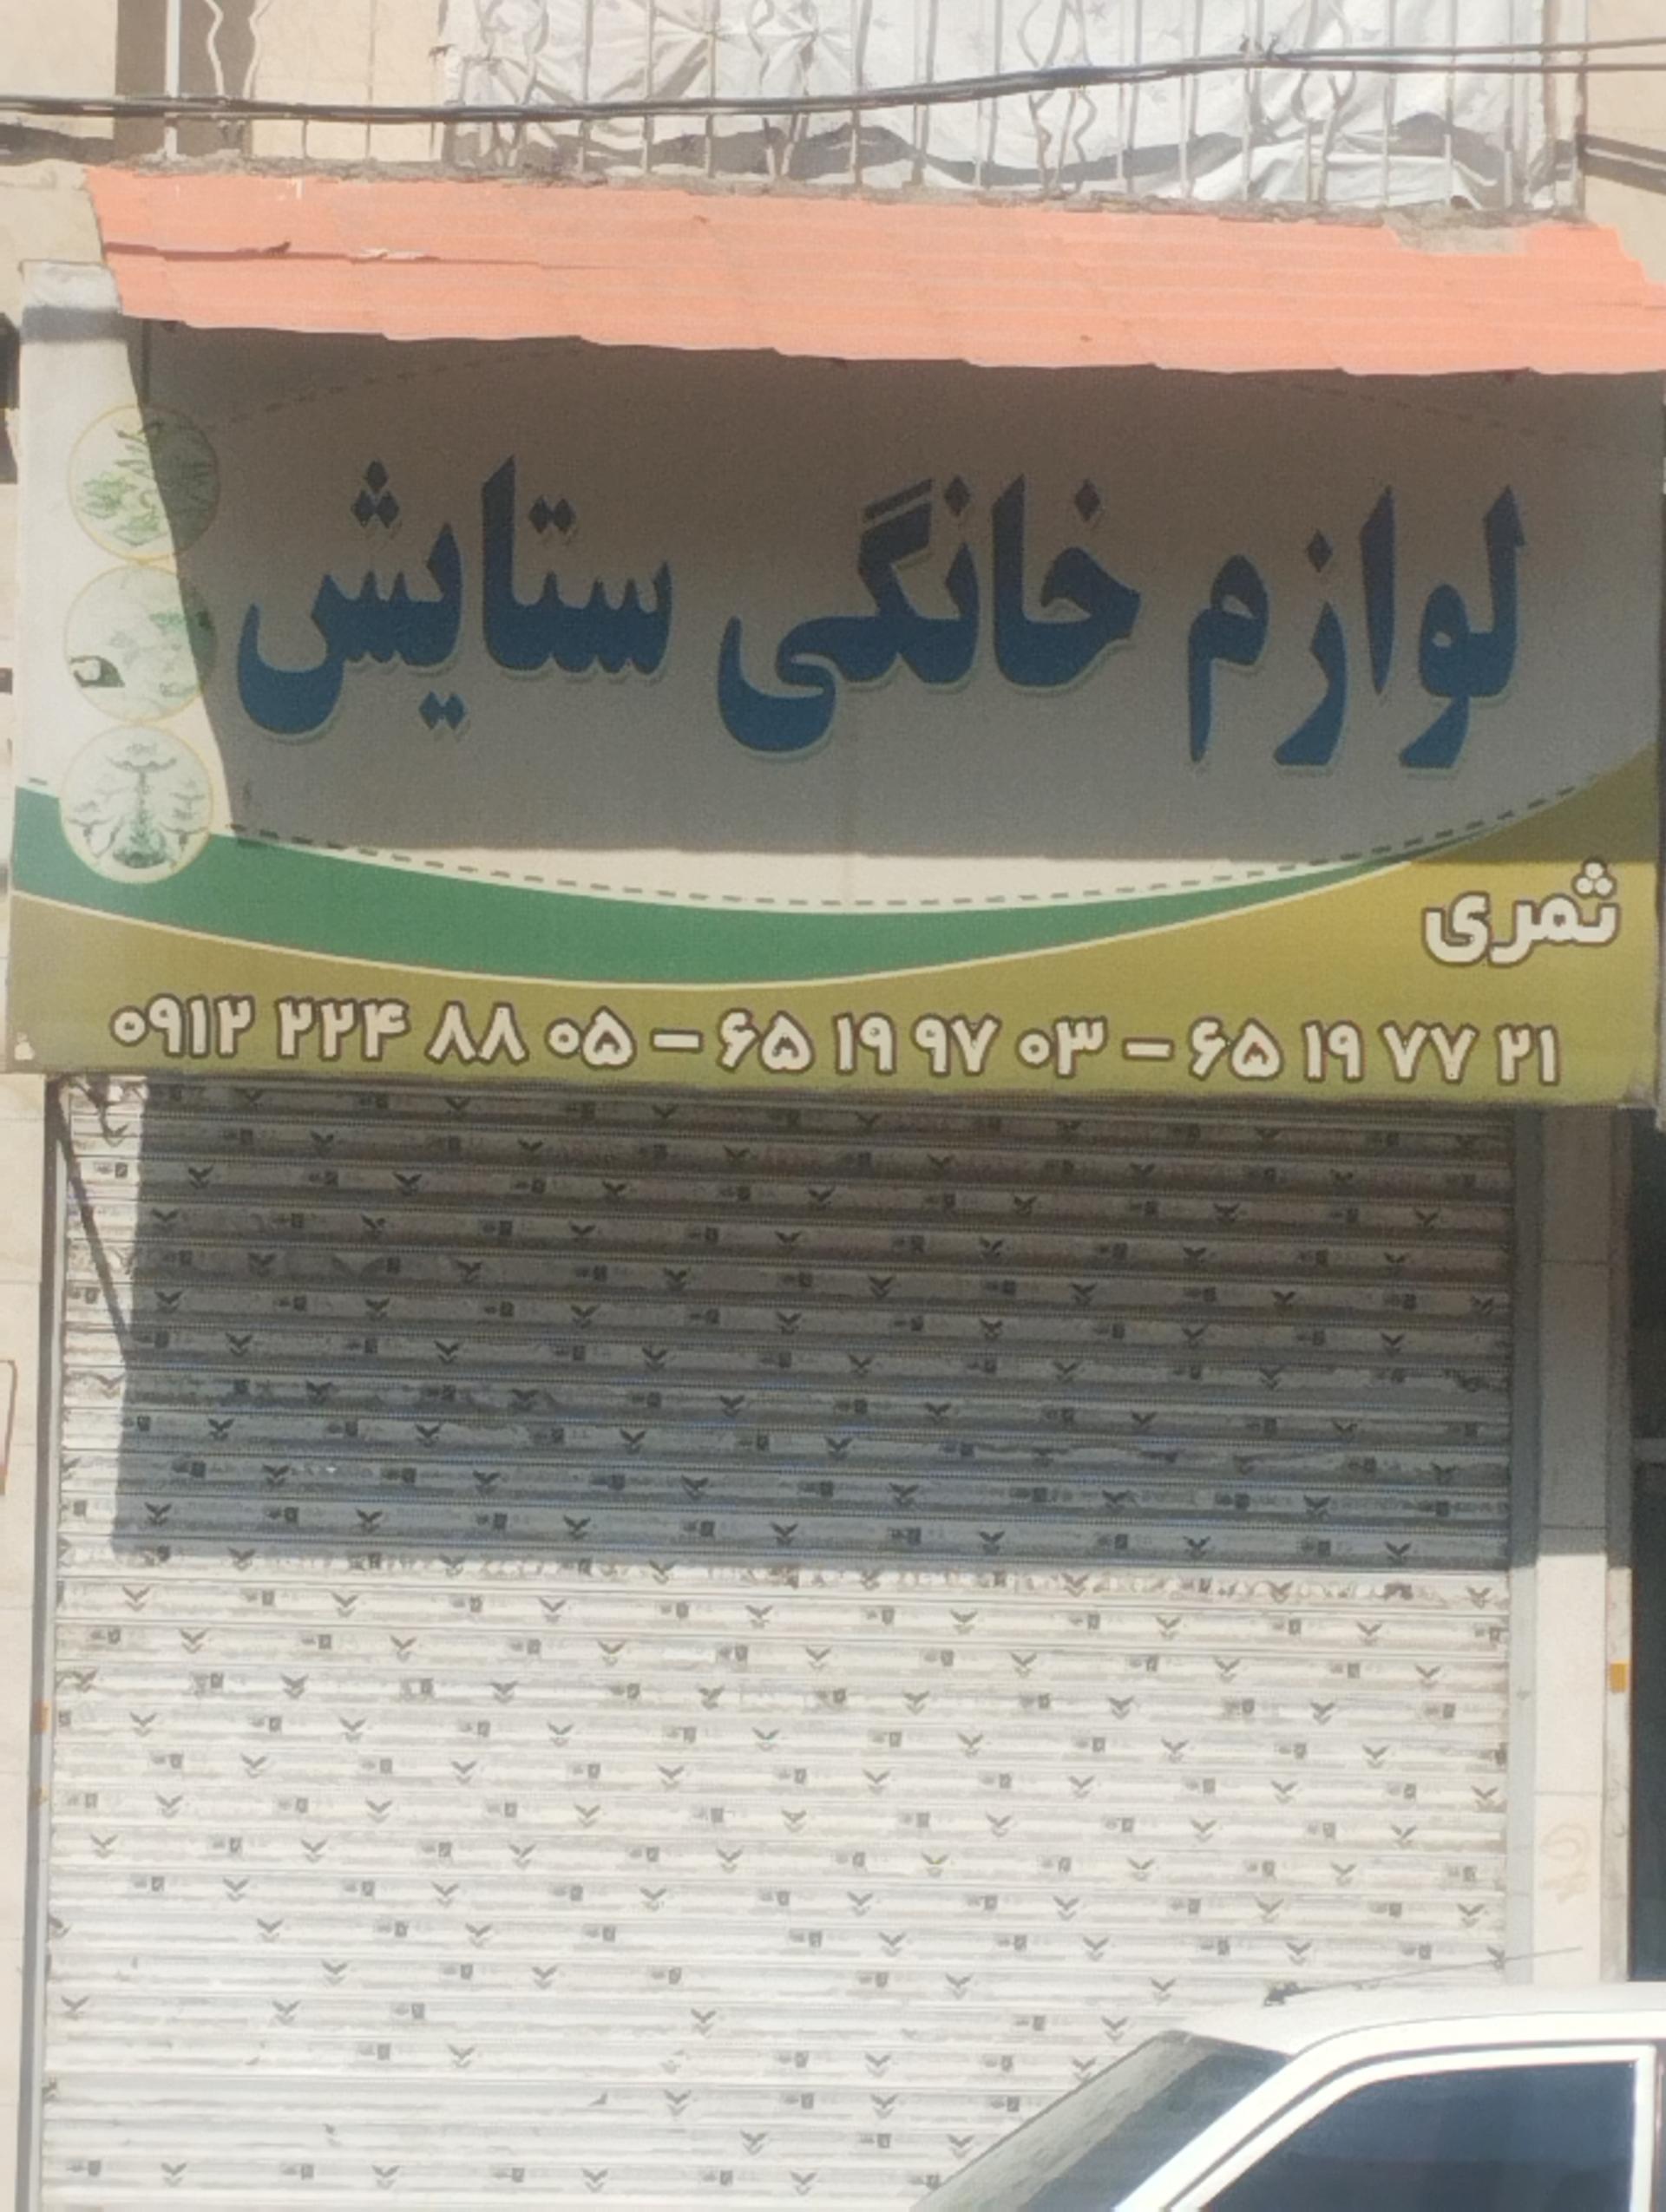 لوازم خانگی ستایش
ثمری
۰۹۱۲ ۲۲۴ ۸۸ ۰۵ - ۶۵ ۱۹ ۹۷ ۰۳ - ۶۵ ۱۹ ۷۷ ۲۱